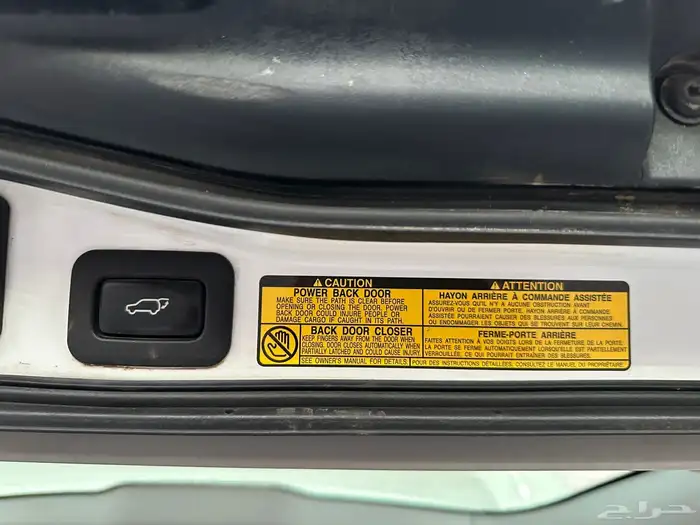 ⚠ CAUTION
POWER BACK DOOR
MAKE SURE THE PATH IS CLEAR BEFORE
OPENING OR CLOSING THE DOOR. POWER
BACK DOOR COULD INJURE PEOPLE OR
DAMAGE CARGO IF CAUGHT IN ITS PATH.
BACK DOOR CLOSER
KEEP FINGERS AWAY FROM THE DOOR WHEN
CLOSING. DOOR CLOSES AUTOMATICALLY WHEN
PARTIALLY LATCHED AND COULD CAUSE INJURY.
SEE OWNER'S MANUAL FOR DETAILS
⚠ ATTENTION
HAYON ARRIÈRE À COMMANDE ASSISTÉE
ASSUREZ-VOUS QU'IL N'Y A AUCUNE OBSTRUCTION AVANT
D'OUVRIR OU DE FERMER PORTE. HAYON ARRIÈRE À COMMANDE
ASSISTÉE POURRAIENT CAUSER DES BLESSURES AUX PERSONNES
OU ENDOMMAGER LES OBJETS QUI SE TROUVENT SUR LEUR CHEMIN.
FERME-PORTE ARRIÈRE
FAITES ATTENTION À VOS DOIGTS LORS DE LA FERMETURE DE LA PORTE.
LA PORTE SE FERME AUTOMATIQUEMENT LORSQU'ELLE EST PARTIELLEMENT
VERROUILLÉE, CE QUI POURRAIT ENTRAÎNER DES BLESSURES.
POUR DES INSTRUCTIONS DÉTAILLÉES, CONSULTEZ LE MANUEL DU PROPRIÉTAIRE
حراج